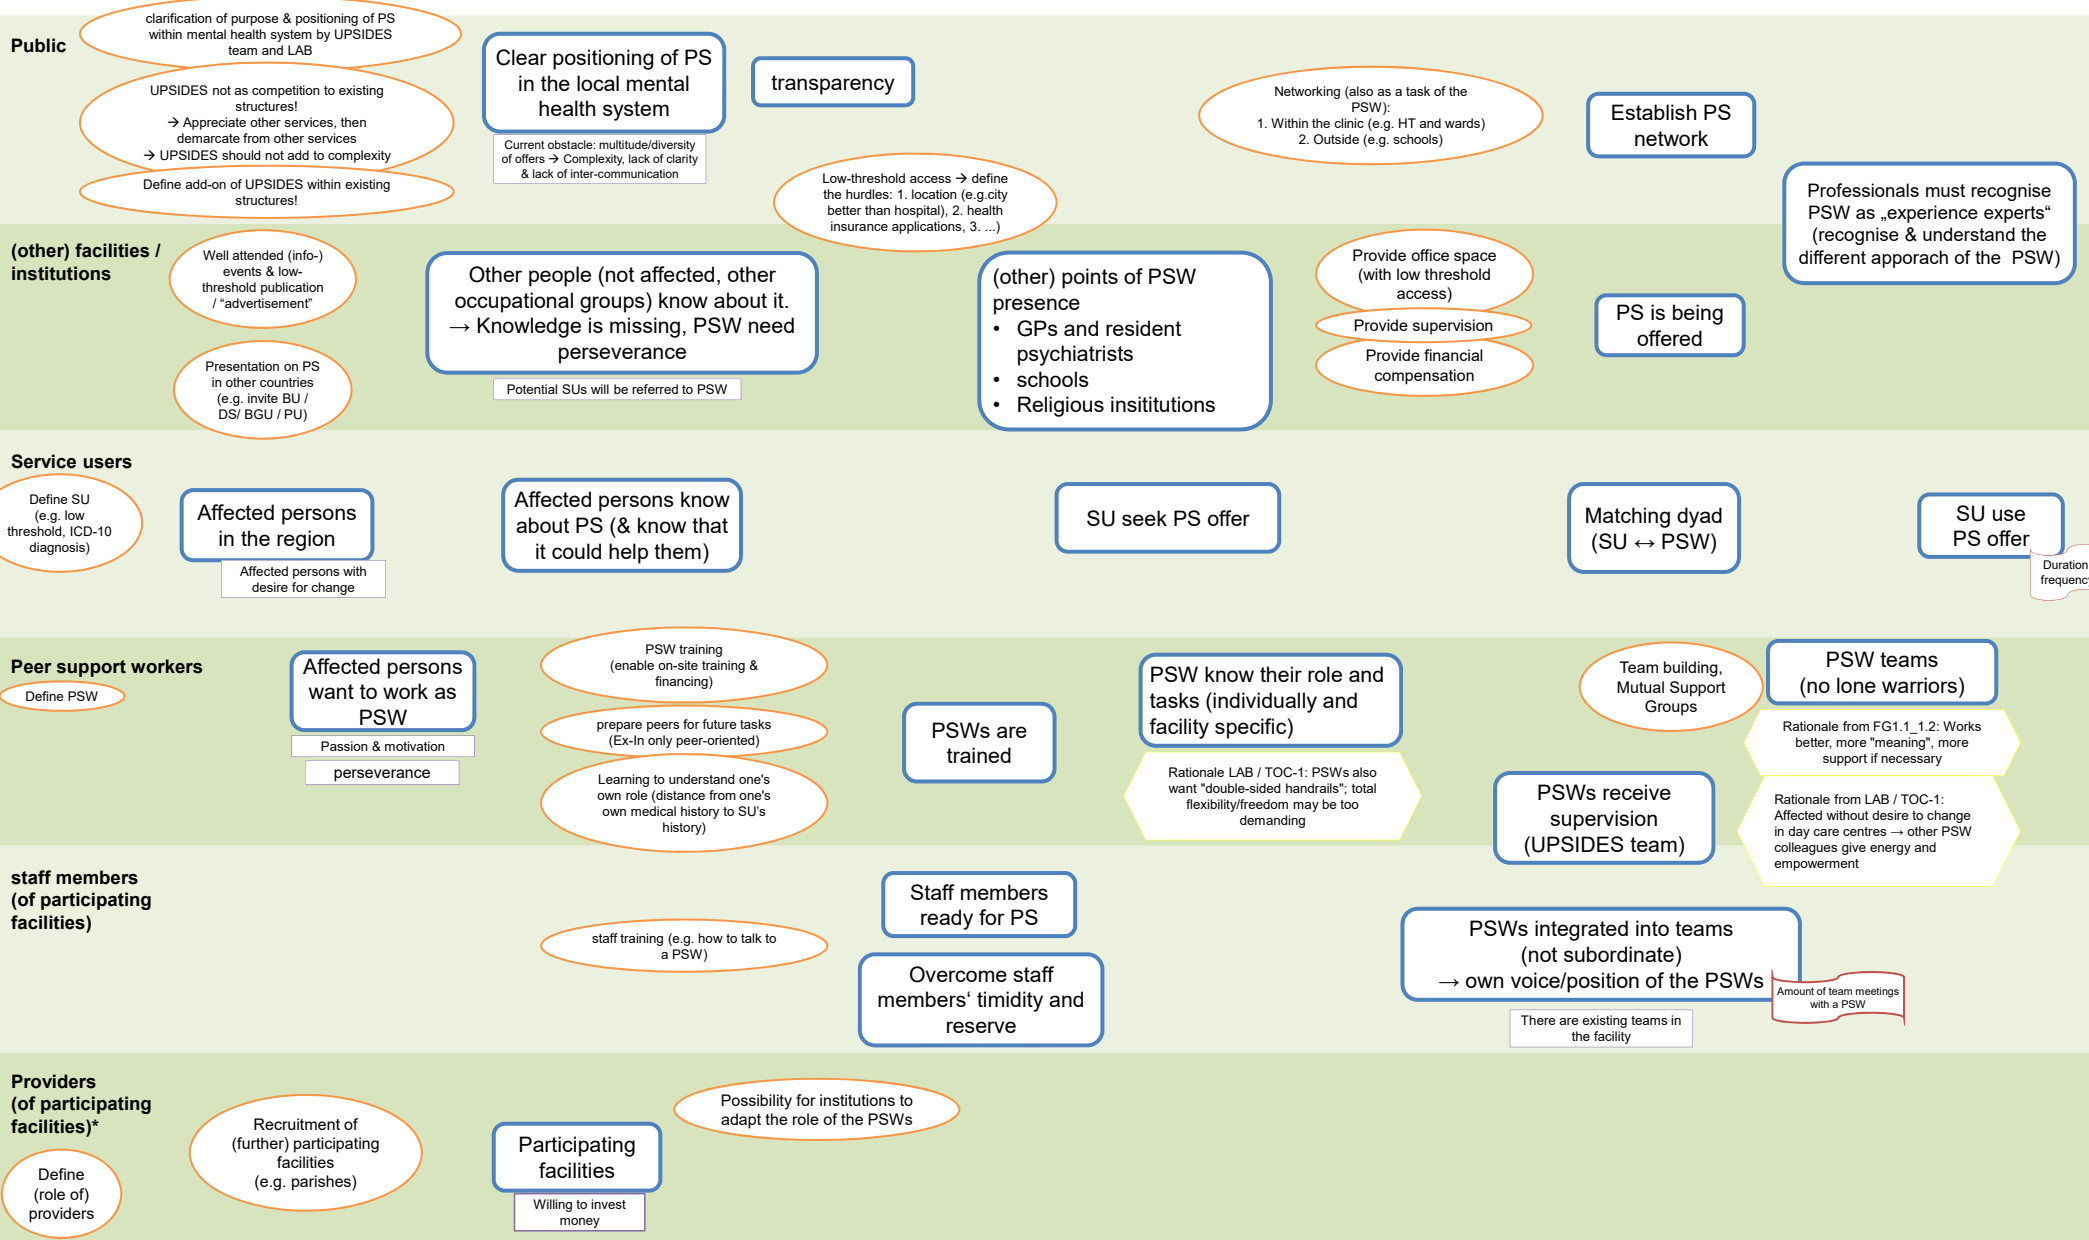 Public
clarification of purpose & positioning of PS
within mental health system by UPSIDES
team and LAB
UPSIDES not as competition to existing
structures!
→ Appreciate other services, then
demarcate from other services
→ UPSIDES should not add to complexity
Define add-on of UPSIDES within existing
structures!
Clear positioning of PS
in the local mental
health system
Current obstacle: multitude/diversity
of offers → Complexity, lack of clarity
& lack of inter-communication
transparency
Low-threshold access → define
the hurdles: 1. location (e.g.city
better than hospital), 2. health
insurance applications, 3. ...)
Networking (also as a task of the
PSW):
1. Within the clinic (e.g. HT and wards)
2. Outside (e.g. schools)
Establish PS
network
Professionals must recognise
PSW as „experience experts“
(recognise & understand the
different apporach of the PSW)
(other) facilities /
institutions
Well attended (info-)
events & low-
threshold publication
/ “advertisement”
Presentation on PS
in other countries
(e.g. invite BU /
DS/ BGU / PU)
Other people (not affected, other
occupational groups) know about it.
→ Knowledge is missing, PSW need
perseverance
Potential SUs will be referred to PSW
(other) points of PSW
presence
• GPs and resident
psychiatrists
• schools
• Religious insititutions
Provide office space
(with low threshold
access)
Provide supervision
Provide financial
compensation
PS is being
offered
Service users
Define SU
(e.g. low
threshold, ICD-10
diagnosis)
Affected persons
in the region
Affected persons with
desire for change
Affected persons know
about PS (& know that
it could help them)
SU seek PS offer
Matching dyad
(SU ↔ PSW)
SU use
PS offer
Duration
frequency
Peer support workers
Define PSW
Affected persons
want to work as
PSW
Passion & motivation
perseverance
PSW training
(enable on-site training &
financing)
prepare peers for future tasks
(Ex-In only peer-oriented)
Learning to understand one's
own role (distance from one's
own medical history to SU's
history)
PSWs are
trained
PSW know their role and
tasks (individually and
facility specific)
Rationale LAB / TOC-1: PSWs also
want "double-sided handrails"; total
flexibility/freedom may be too
demanding
Team building,
Mutual Support
Groups
PSW teams
(no lone warriors)
Rationale from FG1.1_1.2: Works
better, more "meaning", more
support if necessary
PSWs receive
supervision
(UPSIDES team)
Rationale from LAB / TOC-1:
Affected without desire to change
in day care centres → other PSW
colleagues give energy and
empowerment
staff members
(of participating
facilities)
staff training (e.g. how to talk to
a PSW)
Staff members
ready for PS
Overcome staff
members‘ timidity and
reserve
PSWs integrated into teams
(not subordinate)
→ own voice/position of the PSWs
Amount of team meetings
with a PSW
There are existing teams in
the facility
Providers
(of participating
facilities)*
Define
(role of)
providers
Recruitment of
(further) participating
facilities
(e.g. parishes)
Participating
facilities
Willing to invest
money
Possibility for institutions to
adapt the role of the PSWs